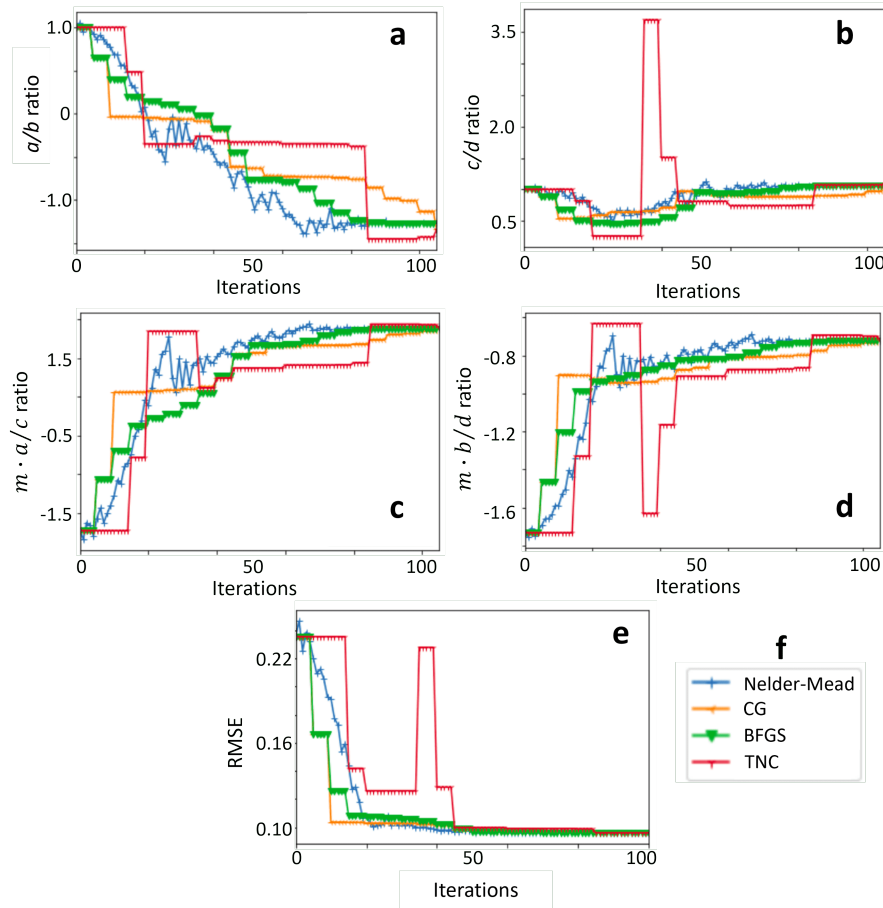 a
1.0
0
-1.0
a/b ratio
0
50
100
Iterations
b
3.5
2.0
0.5
c/d ratio
0
50
100
Iterations
c
1.5
-0.5
-1.5
m · a/c ratio
0
50
100
Iterations
d
-0.8
-1.2
-1.6
m · b/d ratio
0
50
100
Iterations
e
0.22
0.16
0.10
RMSE
0
50
100
Iterations
f
Nelder-Mead
CG
BFGS
TNC